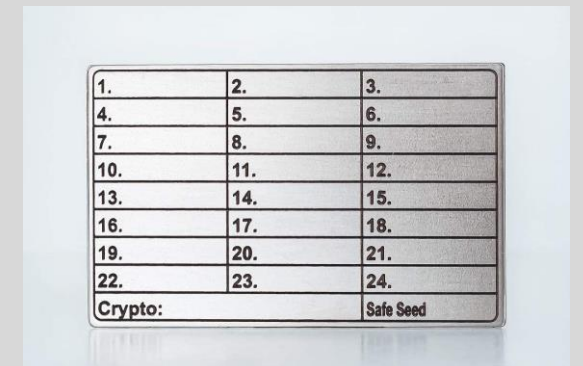 1. 2. 3.
4. 5. 6.
7. 8. 9.
10. 11. 12.
13. 14. 15.
16. 17. 18.
19. 20. 21.
22. 23. 24.
Crypto: Safe Seed